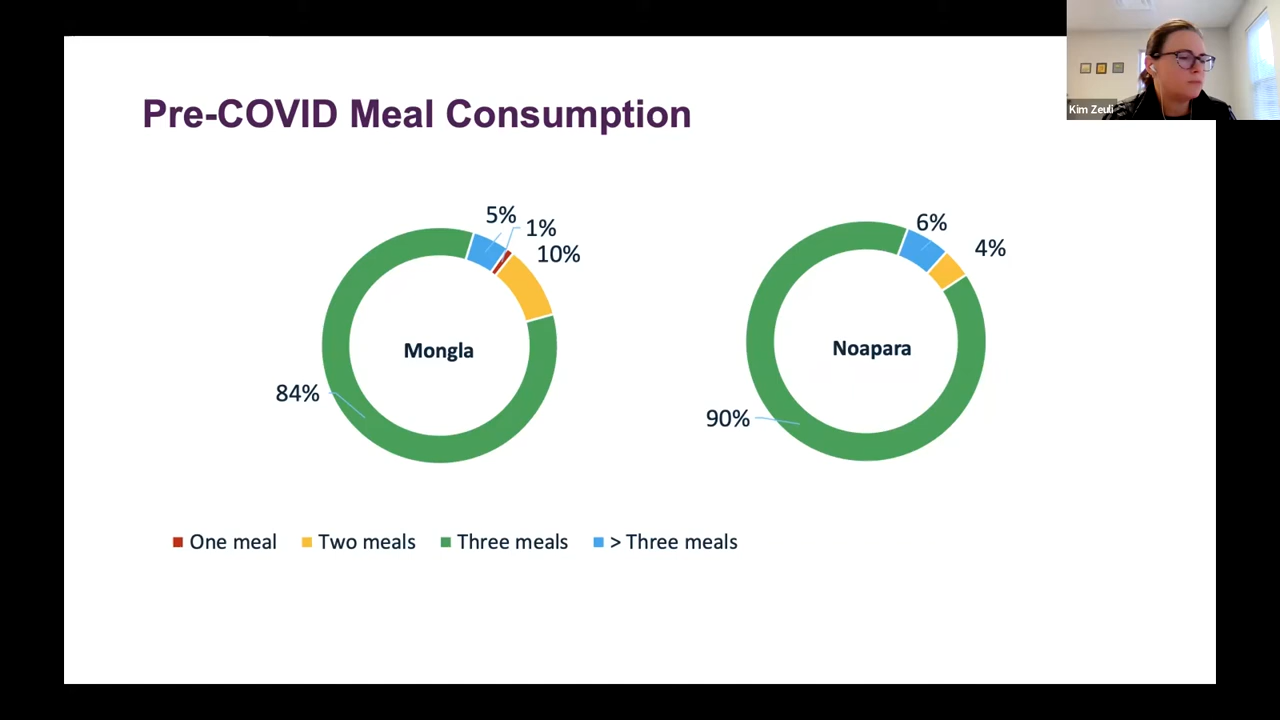 Kim Zeuli
Pre-COVID Meal Consumption
5%
1%
10%
84%
Mongla
6%
4%
90%
Noapara
One meal
Two meals
Three meals
> Three meals